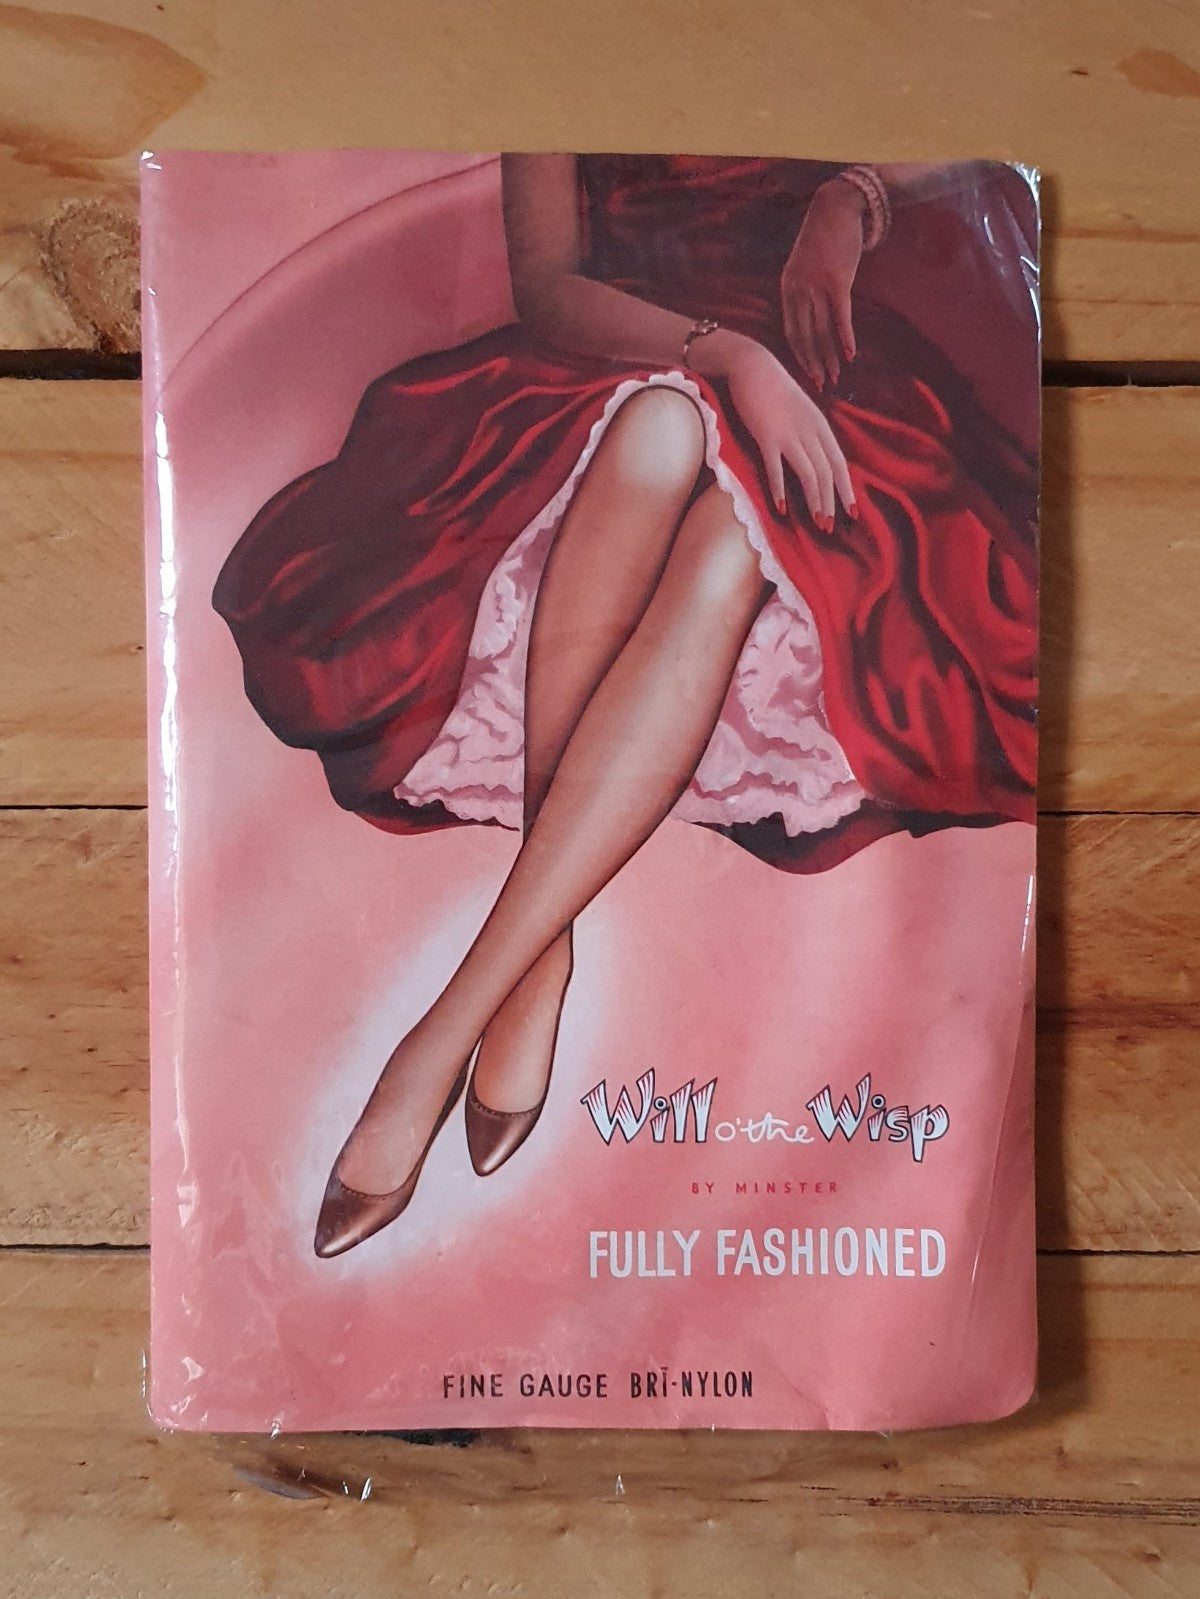 Will o' the Wisp
BY MINSTER
FULLY FASHIONED
FINE GAUGE BRĪ-NYLON